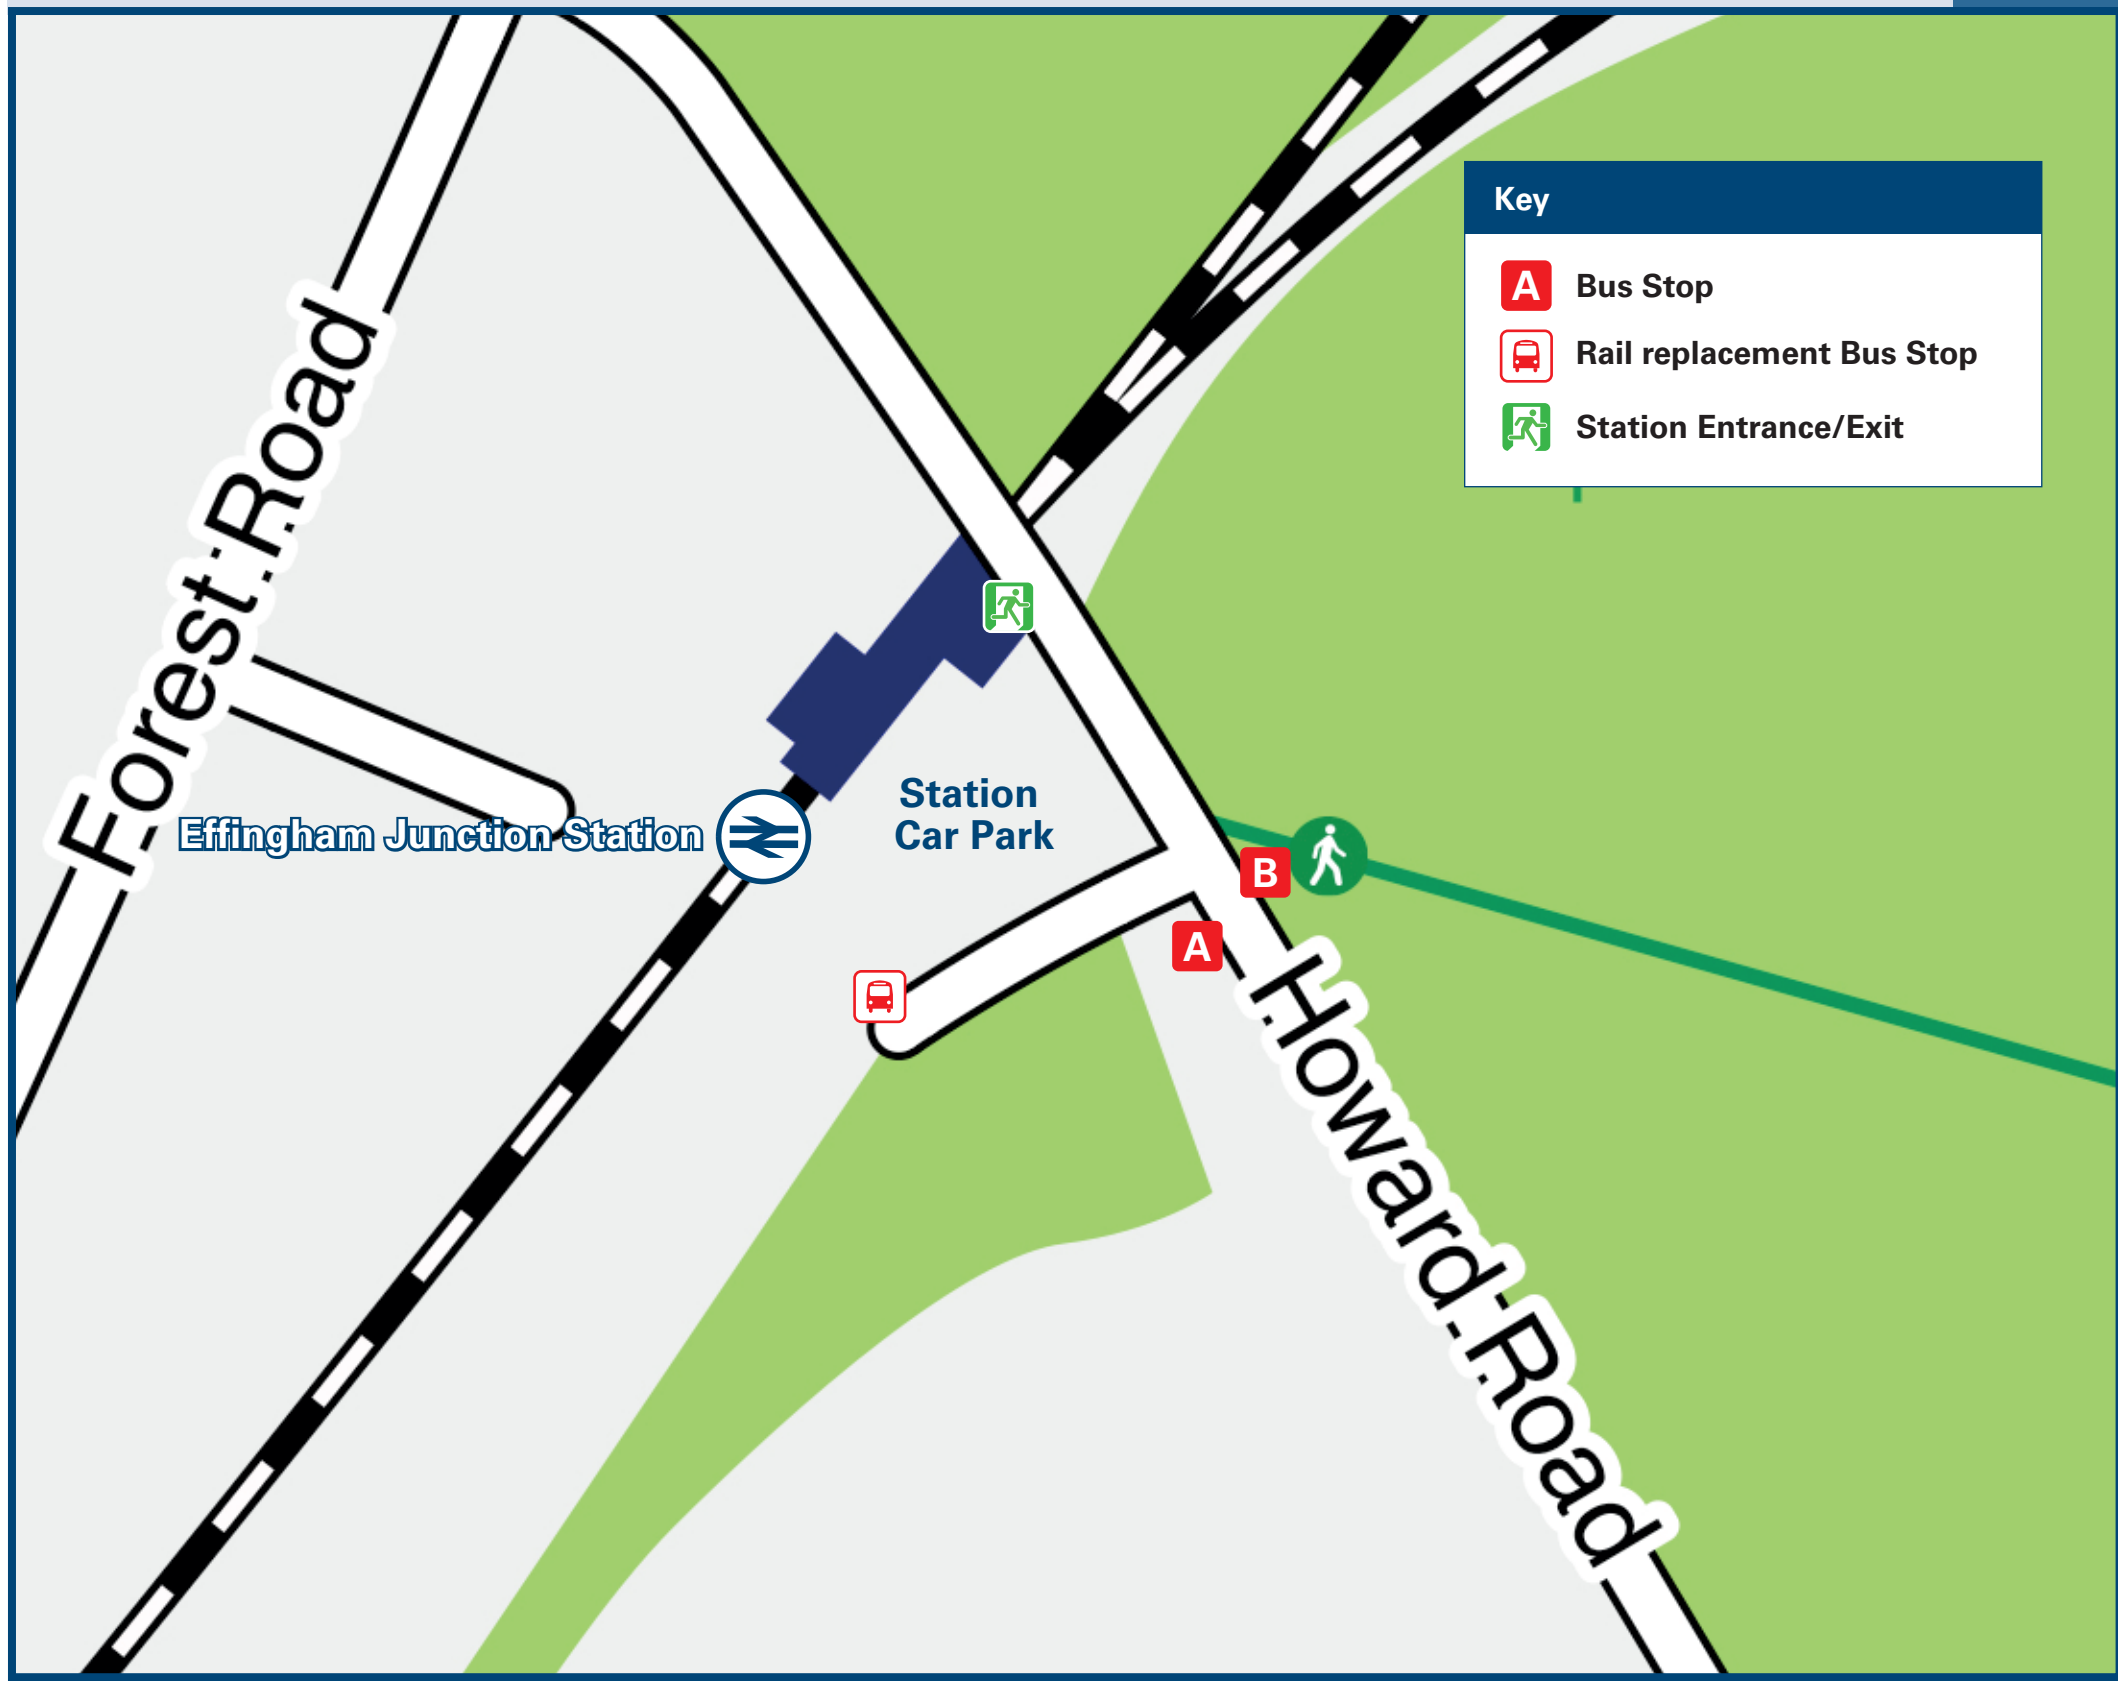 Key
A
Bus Stop
Rail replacement Bus Stop
Station Entrance/Exit
Forest Road
Effingham Junction Station
Station
Car Park
B
A
Howard Road